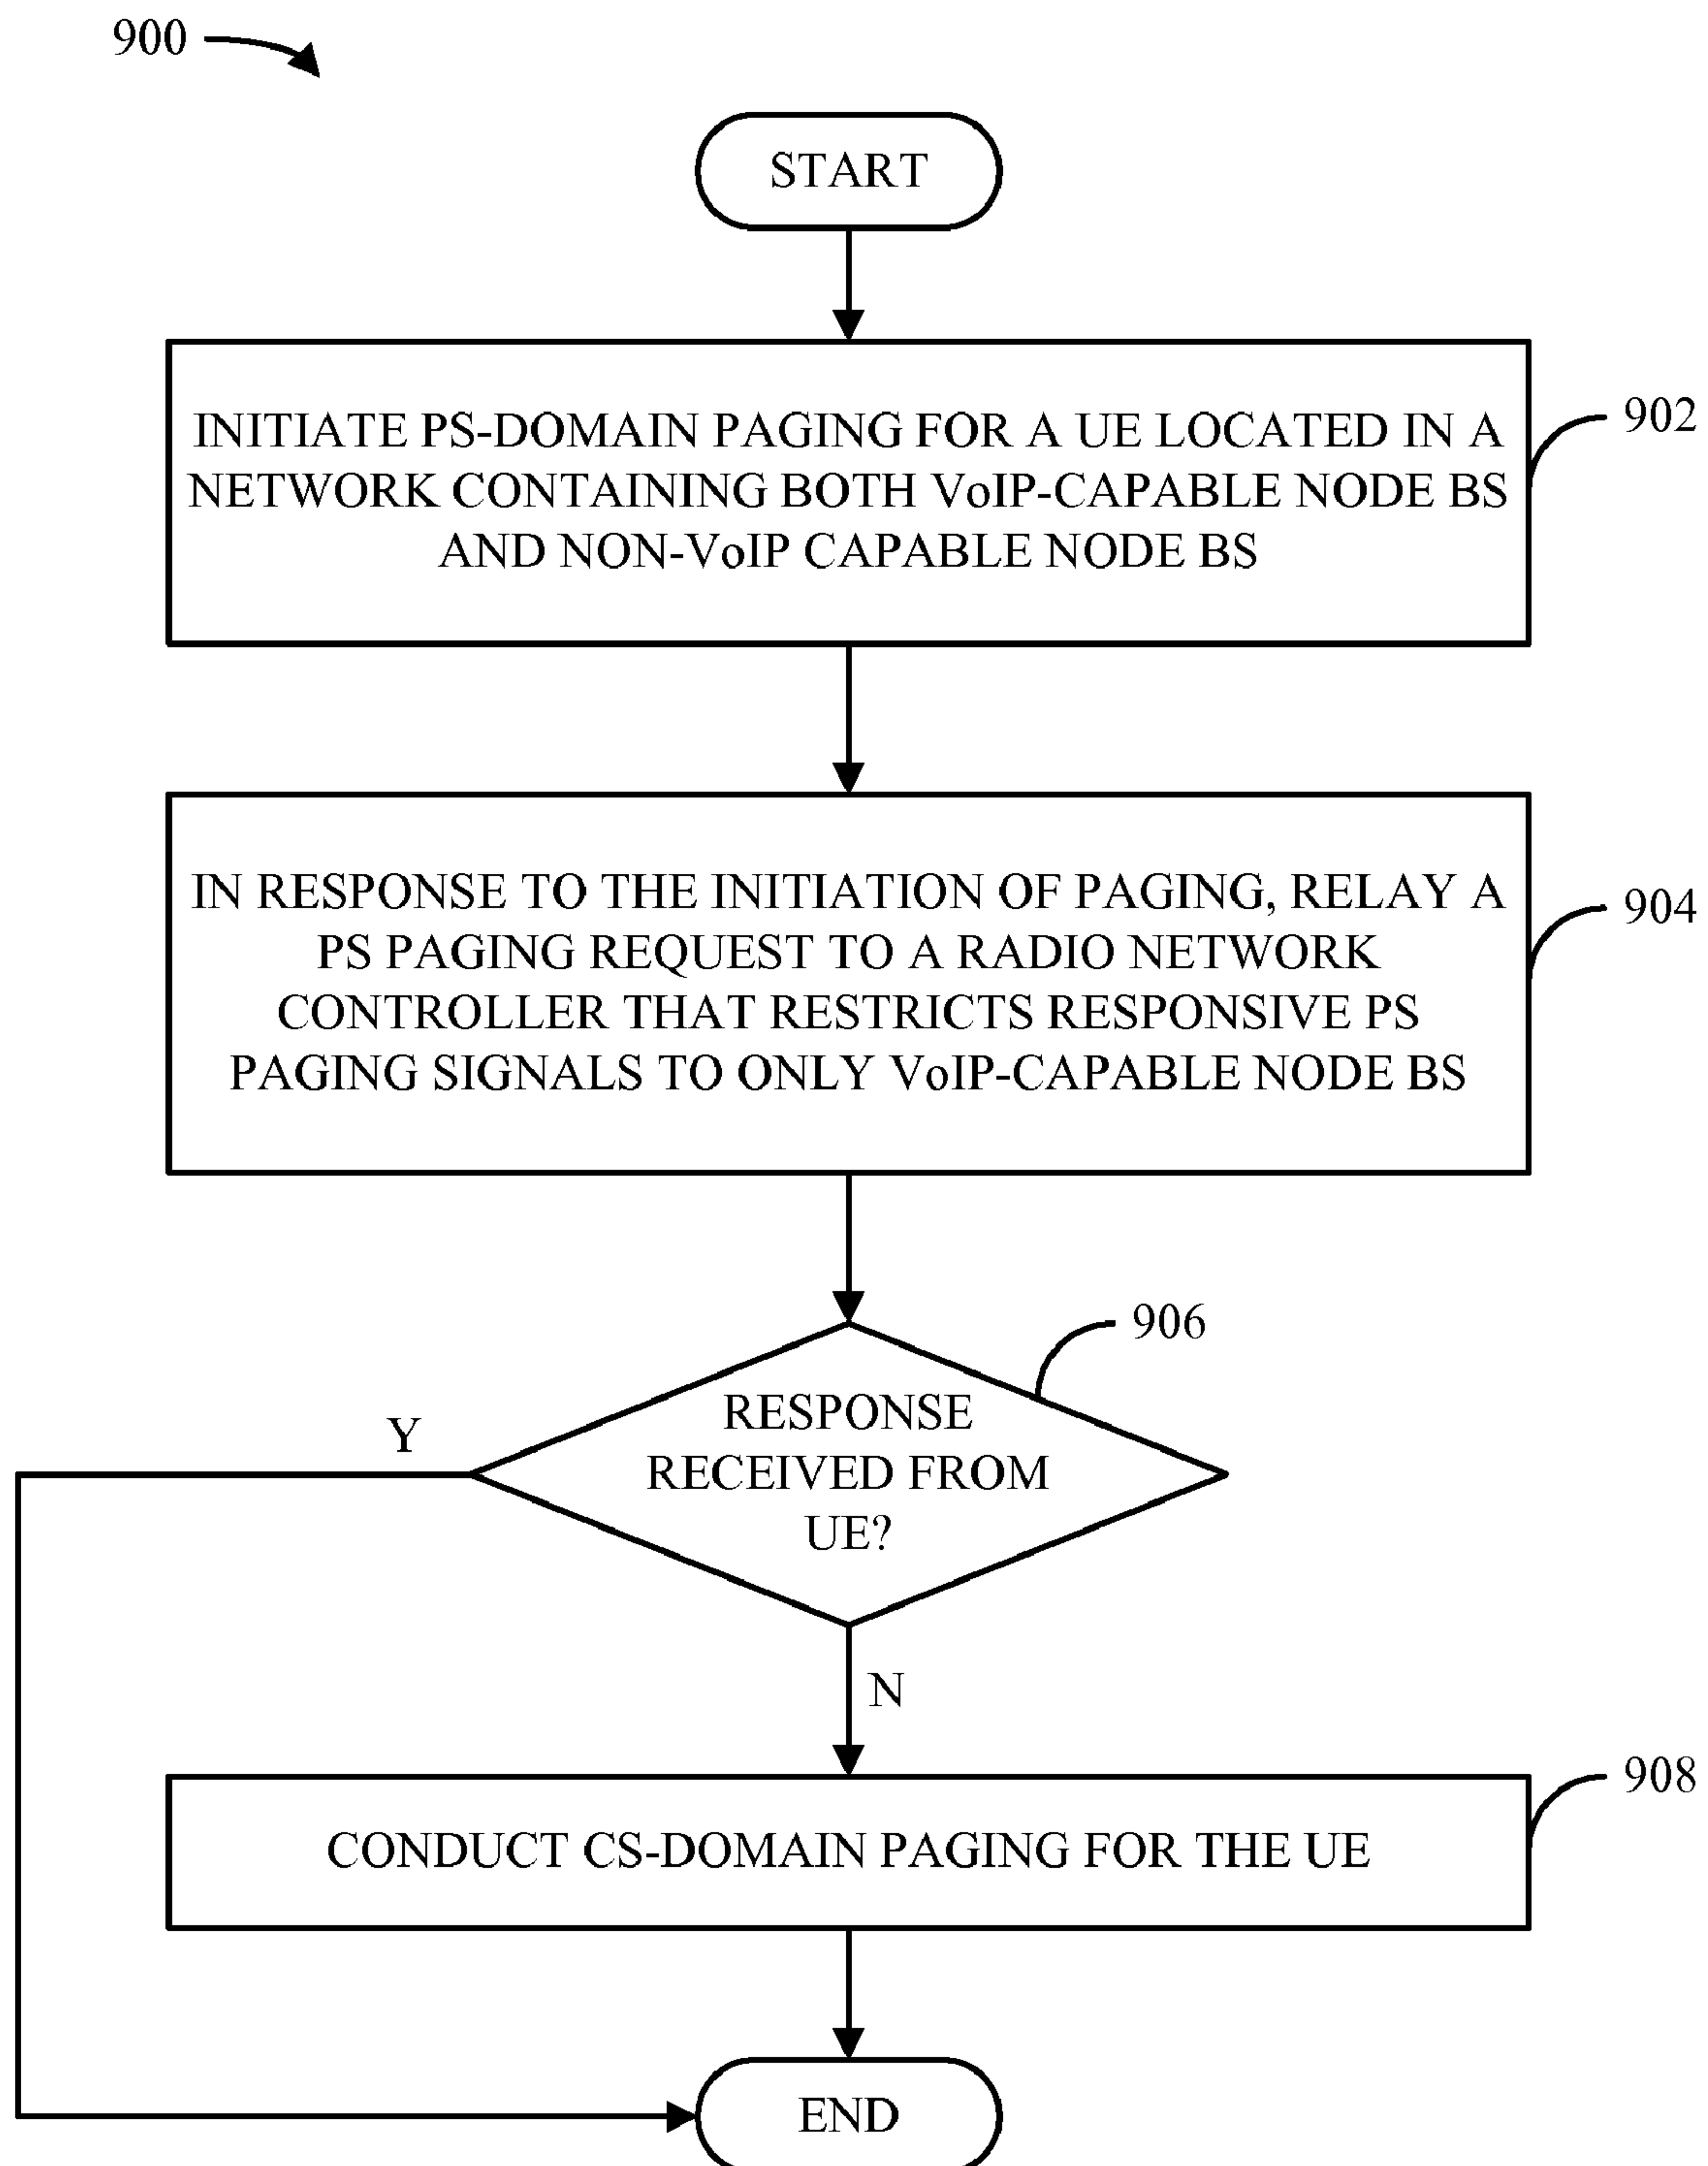 900
START
INITIATE PS-DOMAIN PAGING FOR A UE LOCATED IN A
NETWORK CONTAINING BOTH VoIP-CAPABLE NODE BS
AND NON-VoIP CAPABLE NODE BS
902
IN RESPONSE TO THE INITIATION OF PAGING, RELAY A
PS PAGING REQUEST TO A RADIO NETWORK
CONTROLLER THAT RESTRICTS RESPONSIVE PS
PAGING SIGNALS TO ONLY VoIP-CAPABLE NODE BS
904
906
RESPONSE
RECEIVED FROM
UE?
Y
N
CONDUCT CS-DOMAIN PAGING FOR THE UE
908
END